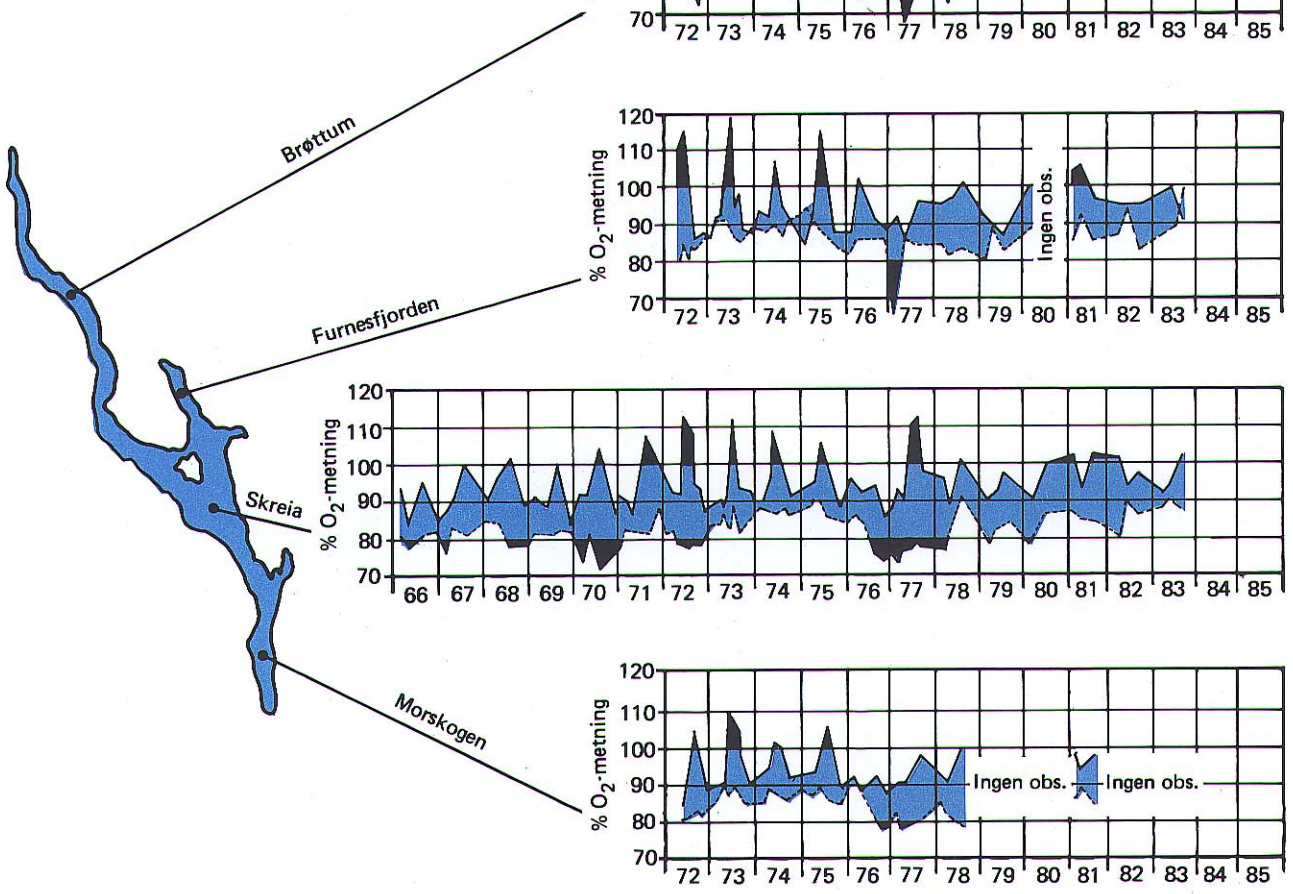 70
72 73 74 75 76 77 78 79 80 81 82 83 84 85
Brøttum
% O2-metning
120
110
100
90
80
70
Ingen obs.
72 73 74 75 76 77 78 79 80 81 82 83 84 85
Furnesfjorden
% O2-metning
120
110
100
90
80
70
66 67 68 69 70 71 72 73 74 75 76 77 78 79 80 81 82 83 84 85
Skreia
% O2-metning
120
110
100
90
80
70
Ingen obs. Ingen obs.
72 73 74 75 76 77 78 79 80 81 82 83 84 85
Morskogen